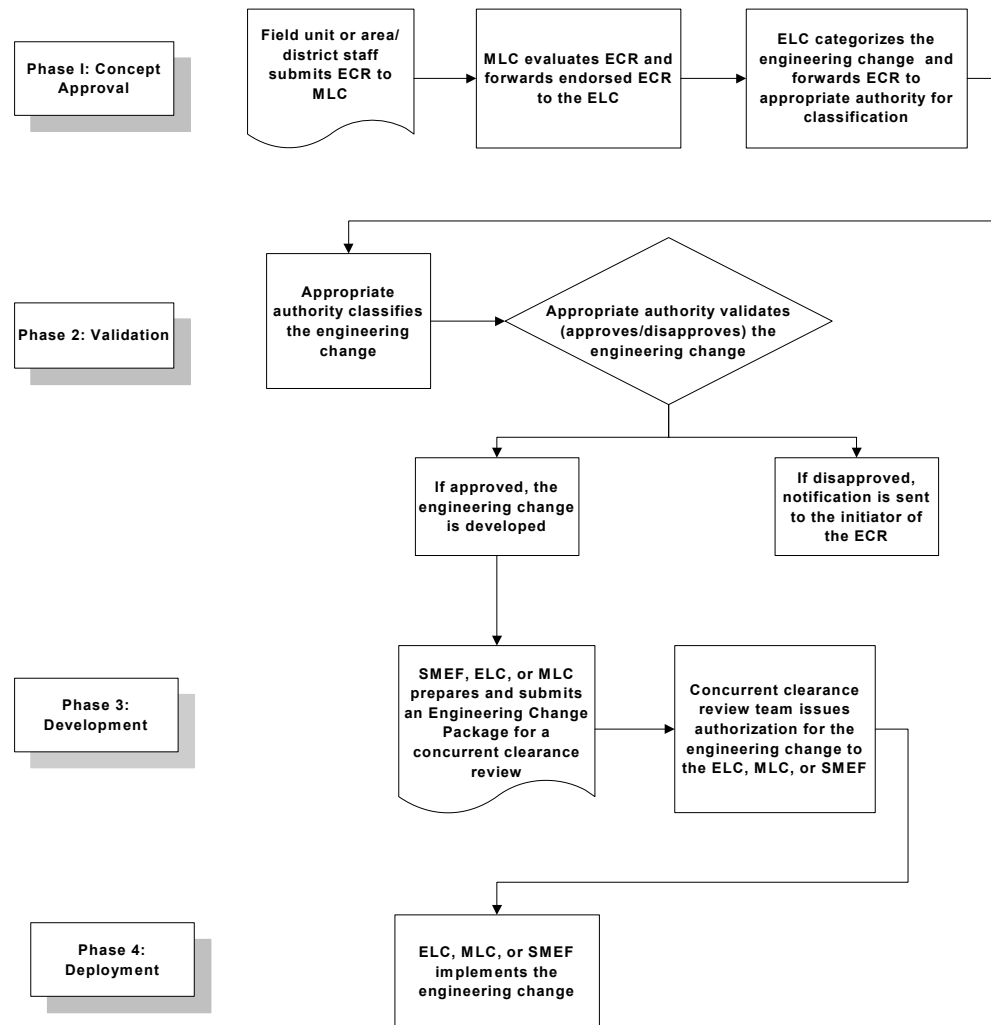 Phase I: Concept
Approval
Field unit or area/
district staff
submits ECR to
MLC
MLC evaluates ECR and
forwards endorsed ECR
to the ELC
ELC categorizes the
engineering change and
forwards ECR to
appropriate authority for
classification
Phase 2: Validation
Appropriate
authority classifies
the engineering
change
Appropriate authority validates
(approves/disapproves) the
engineering change
If approved, the
engineering change
is developed
If disapproved,
notification is sent
to the initiator of
the ECR
Phase 3:
Development
SMEF, ELC, or MLC
prepares and submits
an Engineering Change
Package for a
concurrent clearance
review
Concurrent clearance
review team issues
authorization for the
engineering change to
the ELC, MLC, or SMEF
Phase 4:
Deployment
ELC, MLC, or SMEF
implements the
engineering change